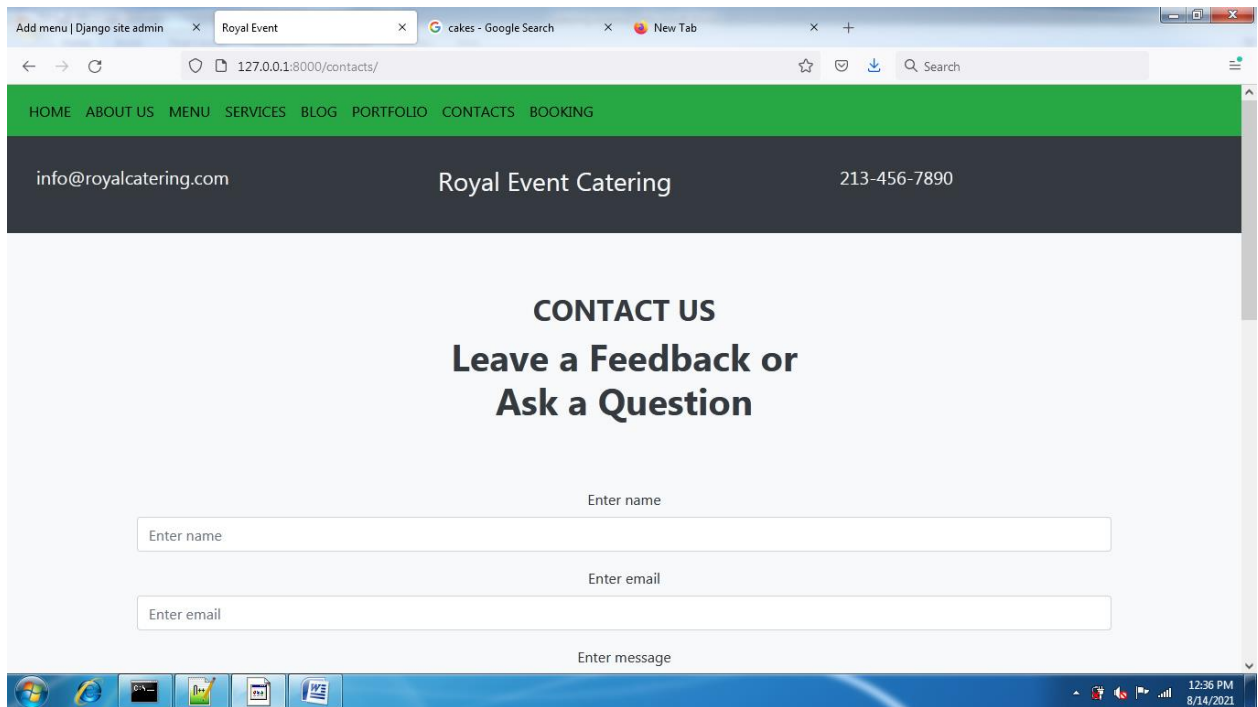 Add menu | Django site admin Royal Event cakes - Google Search New Tab
127.0.0.1:8000/contacts/ Search
HOME ABOUT US MENU SERVICES BLOG PORTFOLIO CONTACTS BOOKING
info@royalcatering.com Royal Event Catering 213-456-7890
CONTACT US
Leave a Feedback or
Ask a Question
Enter name
Enter name
Enter email
Enter email
Enter message
12:36 PM
8/14/2021